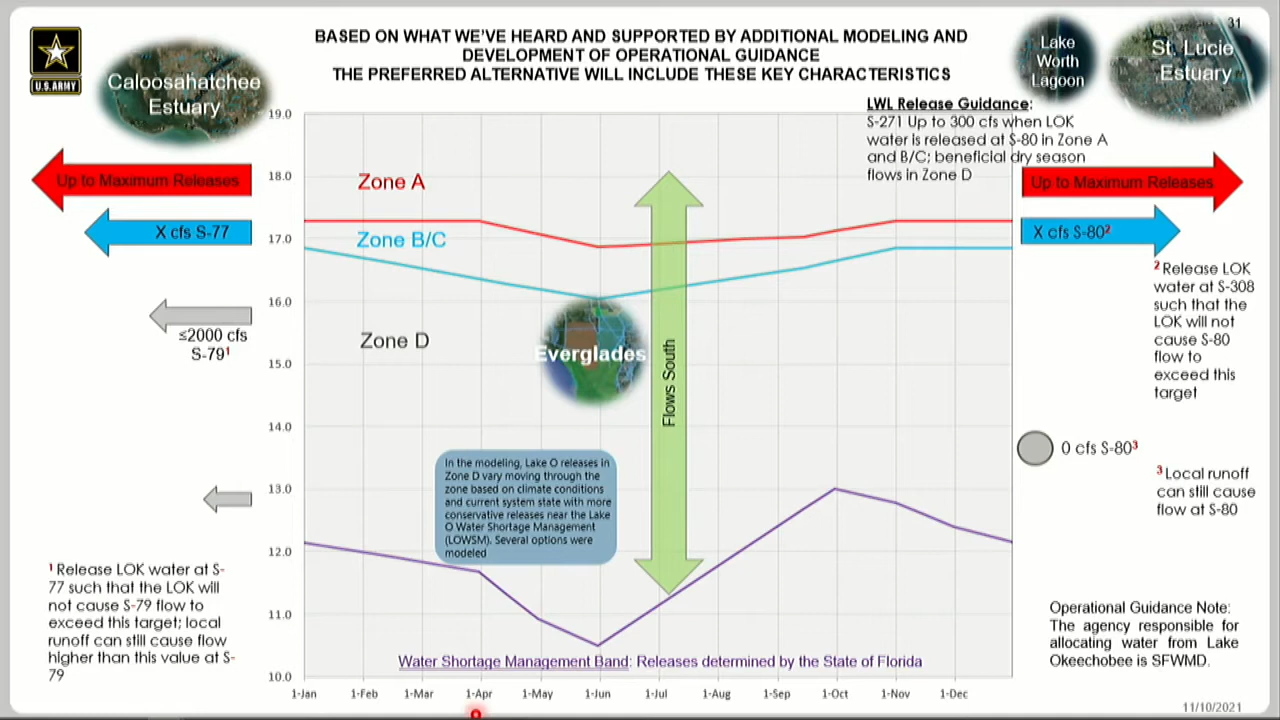 31
BASED ON WHAT WE'VE HEARD AND SUPPORTED BY ADDITIONAL MODELING AND
DEVELOPMENT OF OPERATIONAL GUIDANCE
THE PREFERRED ALTERNATIVE WILL INCLUDE THESE KEY CHARACTERISTICS
U.S.ARMY
Caloosahatchee
Estuary
Lake
Worth
Lagoon
St. Lucie
Estuary
LWL Release Guidance:
S-271 Up to 300 cfs when LOK
water is released at S-80 in Zone A
and B/C; beneficial dry season
flows in Zone D
Up to Maximum Releases
X cfs S-77
≤2000 cfs
S-79¹
¹ Release LOK water at S-
77 such that the LOK will
not cause S-79 flow to
exceed this target; local
runoff can still cause flow
higher than this value at S-
79
19.0
18.0
17.0
16.0
15.0
14.0
13.0
12.0
11.0
10.0
Zone A
Zone B/C
Zone D
Everglades
Flows South
In the modeling, Lake O releases in
Zone D vary moving through the
zone based on climate conditions
and current system state with more
conservative releases near the Lake
O Water Shortage Management
(LOWSM). Several options were
modeled
Water Shortage Management Band: Releases determined by the State of Florida
1-Jan 1-Feb 1-Mar 1-Apr 1-May 1-Jun 1-Jul 1-Aug 1-Sep 1-Oct 1-Nov 1-Dec
Up to Maximum Releases
X cfs S-80²
² Release LOK
water at S-308
such that the
LOK will not
cause S-80
flow to
exceed this
target
0 cfs S-80³
³ Local runoff
can still cause
flow at S-80
Operational Guidance Note:
The agency responsible for
allocating water from Lake
Okeechobee is SFWMD.
11/10/2021